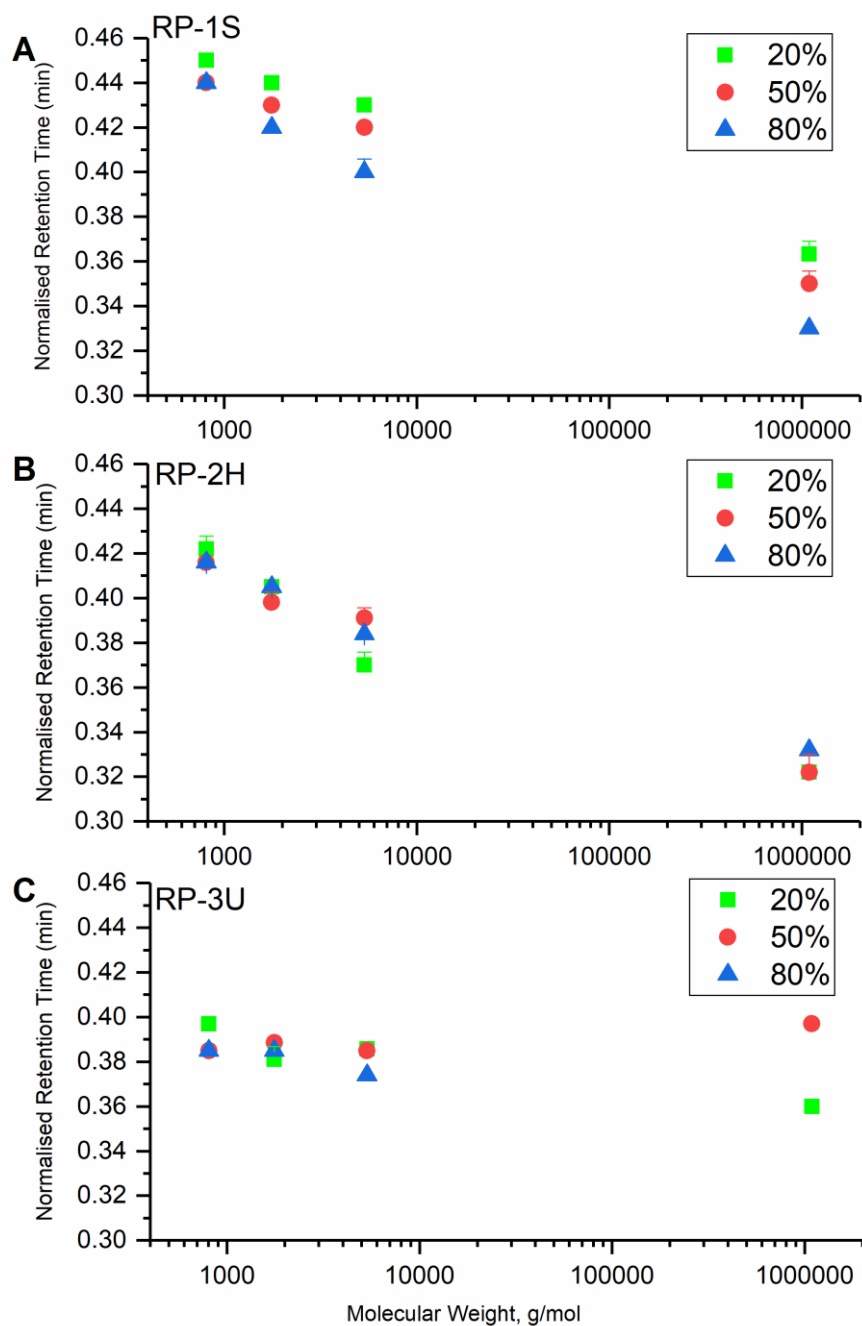 A
RP-1S
Normalised Retention Time (min)
0.46
0.44
0.42
0.40
0.38
0.36
0.34
0.32
0.30
20%
50%
80%
1000 10000 100000 1000000
B
RP-2H
Normalised Retention Time (min)
0.46
0.44
0.42
0.40
0.38
0.36
0.34
0.32
0.30
20%
50%
80%
1000 10000 100000 1000000
C
RP-3U
Normalised Retention Time (min)
0.46
0.44
0.42
0.40
0.38
0.36
0.34
0.32
0.30
20%
50%
80%
1000 10000 100000 1000000
Molecular Weight, g/mol